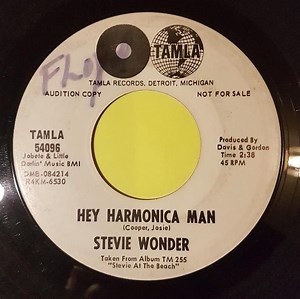 TAMLA
TAMLA RECORDS, DETROIT, MICHIGAN
AUDITION COPY NOT FOR SALE
TAMLA
54096
Jobete & Little
Darlin' Music BMI
DMB-084214
R4KM-6530
Produced By
Davis & Gordon
Time 2:38
45 RPM
HEY HARMONICA MAN
(Cooper, Josie)
STEVIE WONDER
Taken From Album TM 255
"Stevie At The Beach"